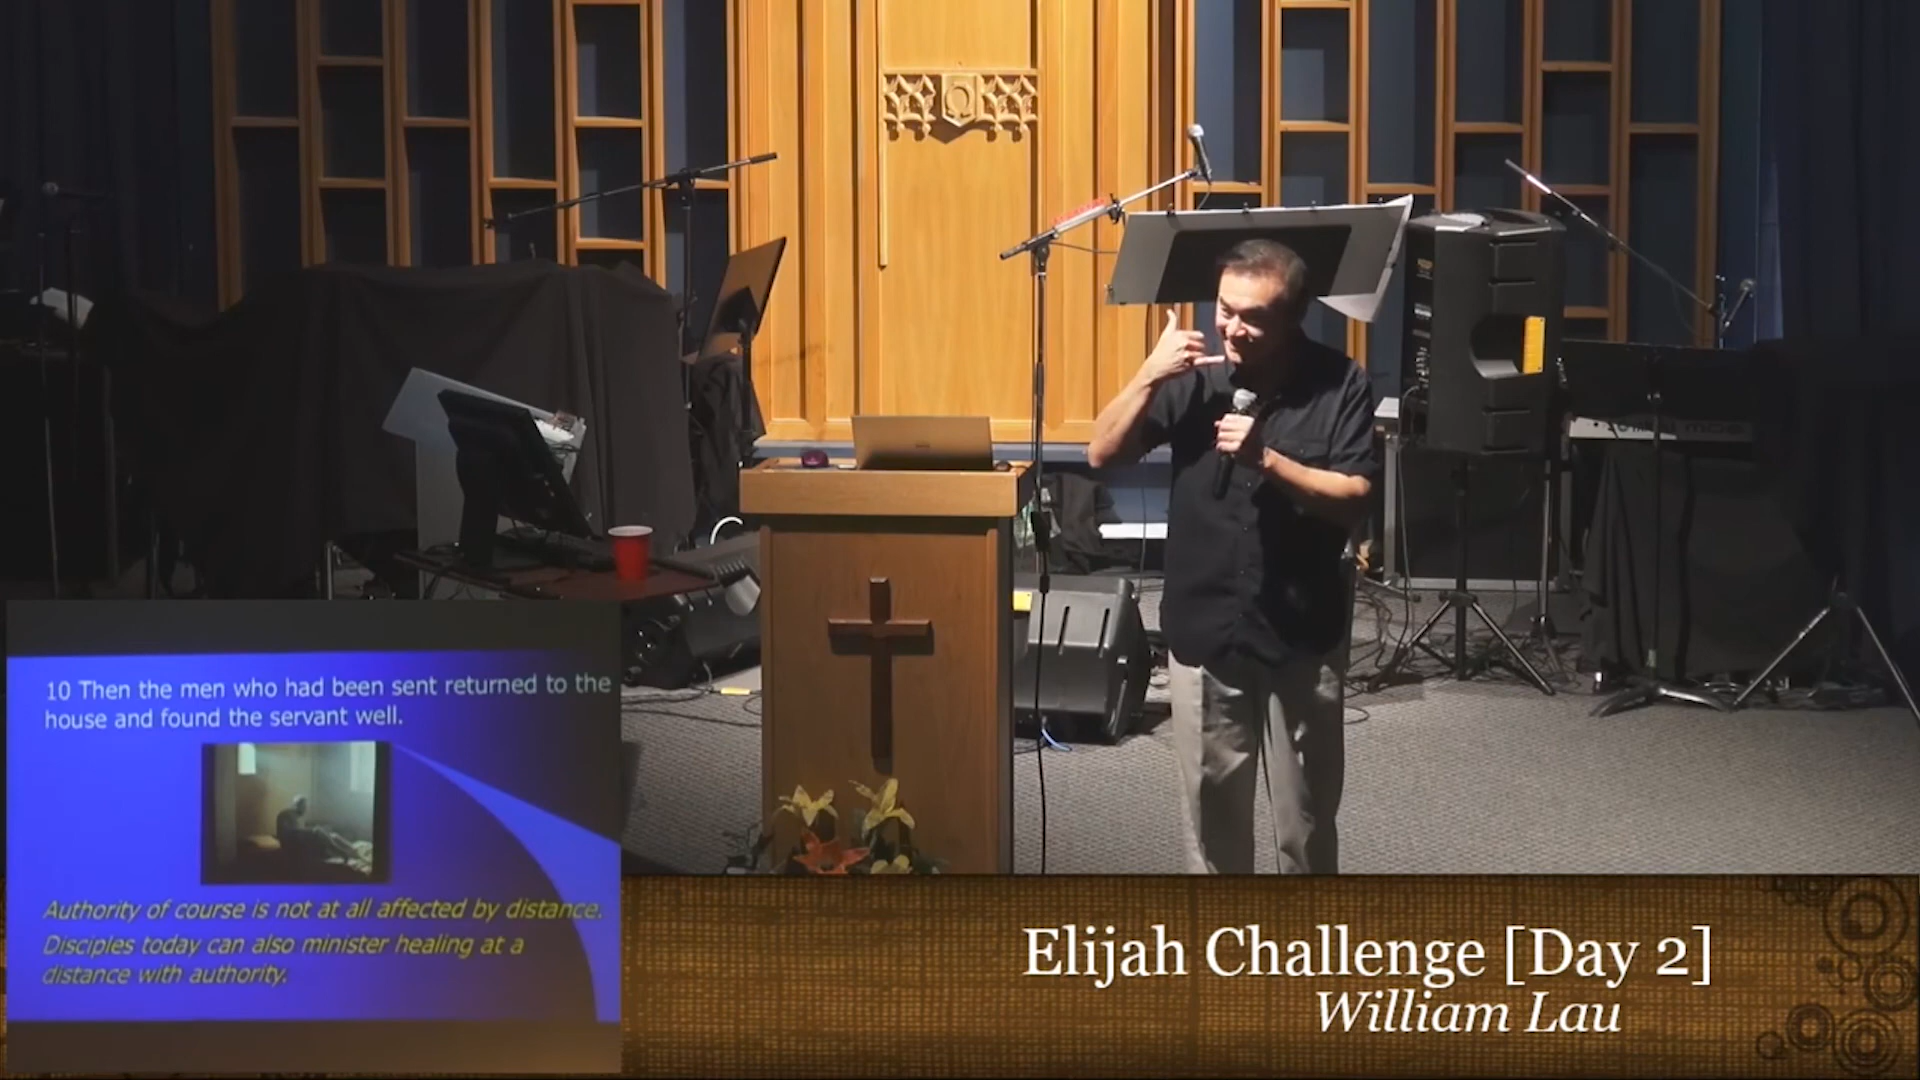 10 Then the men who had been sent returned to the
house and found the servant well.
Authority of course is not at all affected by distance.
Disciples today can also minister healing at a
distance with authority.
Elijah Challenge [Day 2]
William Lau